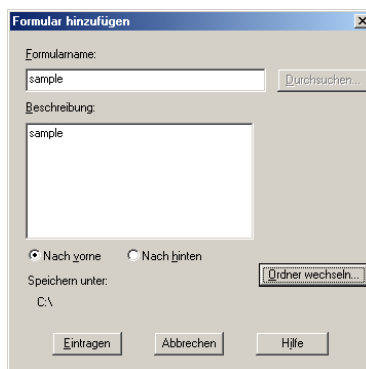 Formular hinzufügen
Formularname:
sample
Durchsuchen...
Beschreibung:
sample
Nach vorne
Nach hinten
Speichern unter:
Ordner wechseln...
C:\
Eintragen
Abbrechen
Hilfe